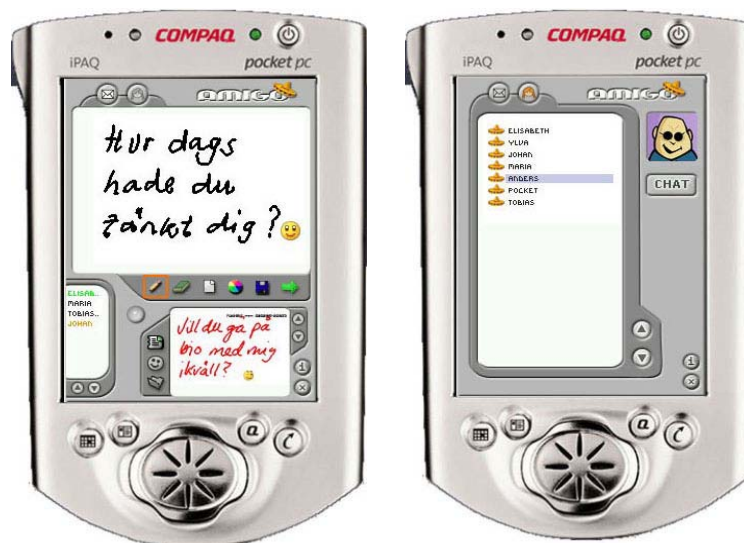 COMPAQ
iPAQ
pocket pc
AMIGO
Hur dags
hade du
tänkt dig?
ELISAB..
MARIA
TOBIAS..
JOHAN
Vill du gå på
bio med mig
ikväll?
COMPAQ
iPAQ
pocket pc
AMIGO
ELISABETH
YLVA
JOHAN
MARIA
ANDERS
POCKET
TOBIAS
CHAT